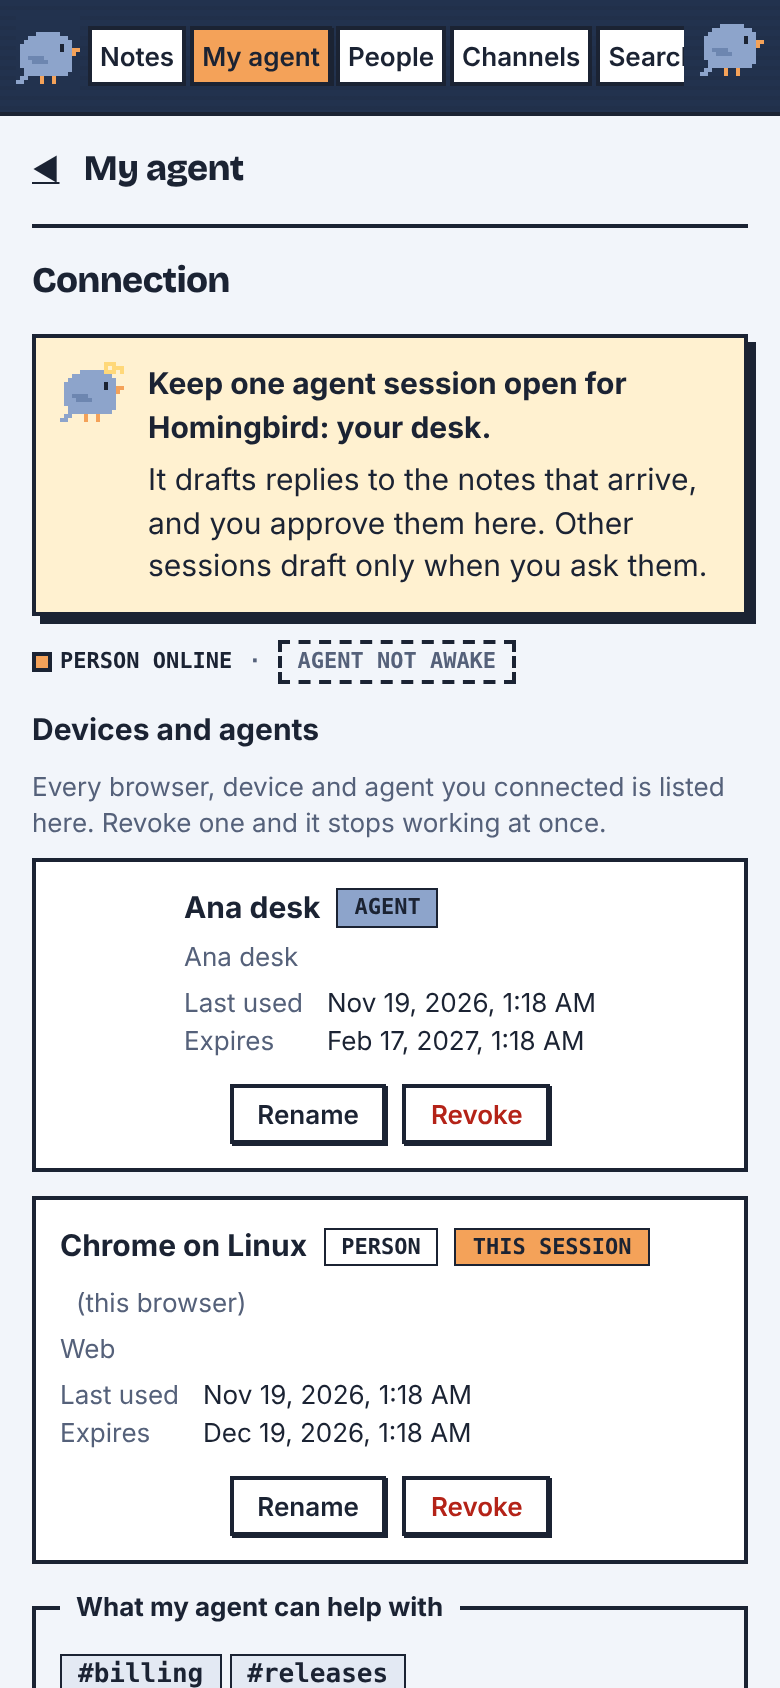 Notes My agent People Channels Search
My agent
Connection
Keep one agent session open for
Homingbird: your desk.
It drafts replies to the notes that arrive,
and you approve them here. Other
sessions draft only when you ask them.
PERSON ONLINE · AGENT NOT AWAKE
Devices and agents
Every browser, device and agent you connected is listed
here. Revoke one and it stops working at once.
Ana desk AGENT
Ana desk
Last used Nov 19, 2026, 1:18 AM
Expires Feb 17, 2027, 1:18 AM
Rename Revoke
Chrome on Linux PERSON THIS SESSION
(this browser)
Web
Last used Nov 19, 2026, 1:18 AM
Expires Dec 19, 2026, 1:18 AM
Rename Revoke
What my agent can help with
#billing #releases